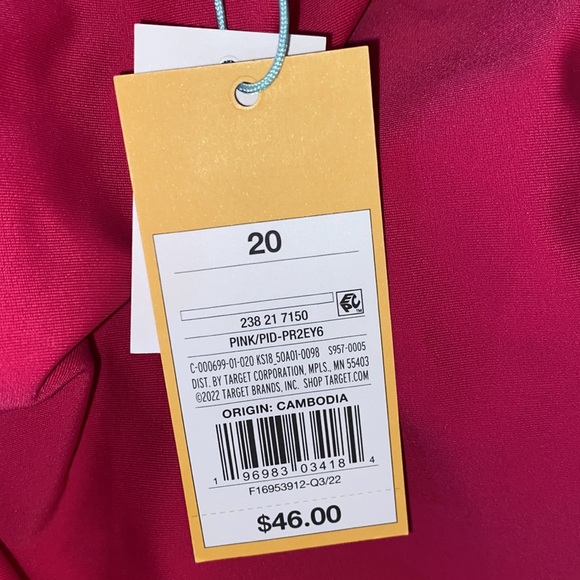 20
238 21 7150
PINK/PID-PR2EY6
C-000699-01-020 KS18_50A01-0098 S957-0005
DIST. BY TARGET CORPORATION, MPLS., MN 55403
©2022 TARGET BRANDS, INC. SHOP TARGET.COM
ORIGIN: CAMBODIA
1 96983 03418 4
F16953912-Q3/22
$46.00